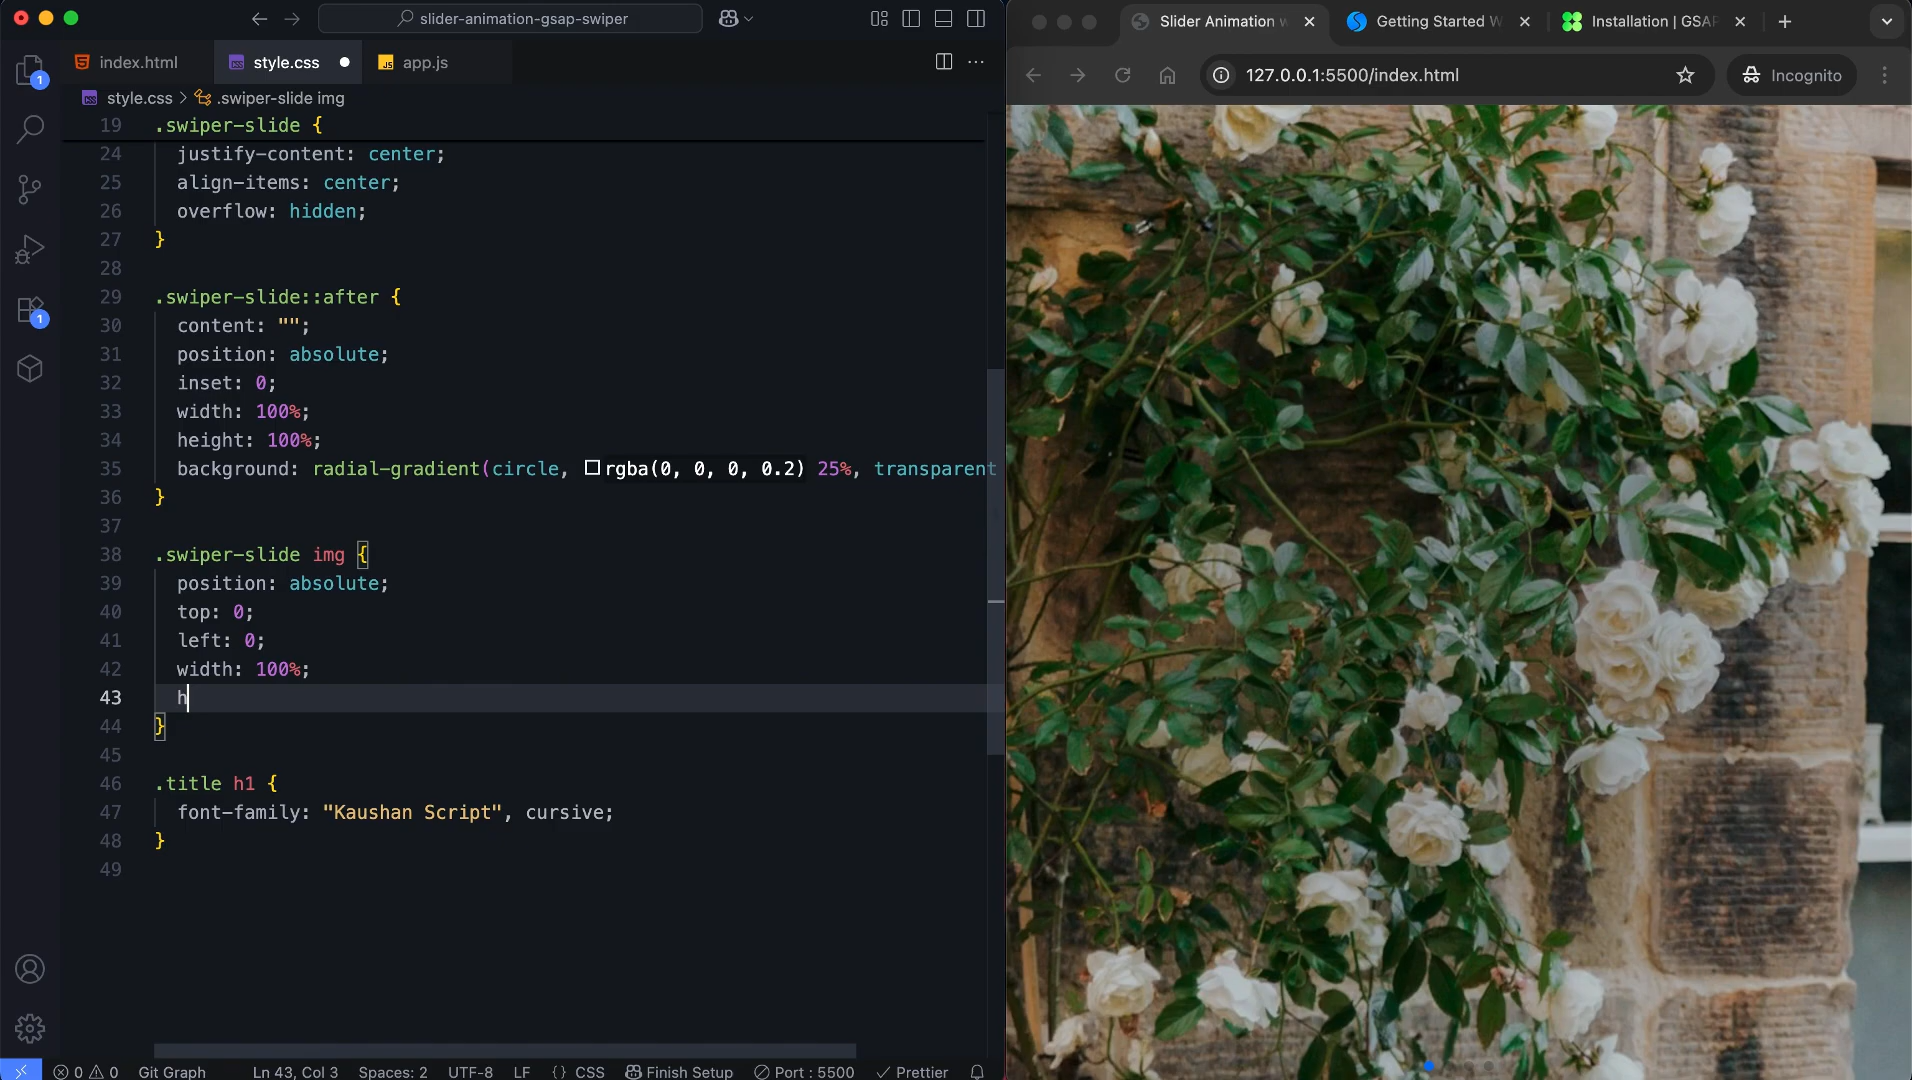 slider-animation-gsap-swiper
index.html
style.css
app.js
style.css > .swiper-slide img
19 .swiper-slide {
24 justify-content: center;
25 align-items: center;
26 overflow: hidden;
27 }
28
29 .swiper-slide::after {
30 content: "";
31 position: absolute;
32 inset: 0;
33 width: 100%;
34 height: 100%;
35 background: radial-gradient(circle, rgba(0, 0, 0, 0.2) 25%, transparent
36 }
37
38 .swiper-slide img {
39 position: absolute;
40 top: 0;
41 left: 0;
42 width: 100%;
43 h
44 }
45
46 .title h1 {
47 font-family: "Kaushan Script", cursive;
48 }
49
1
1
0 0 Git Graph Ln 43, Col 3 Spaces: 2 UTF-8 LF {} CSS Finish Setup Port : 5500 Prettier
Slider Animation w
Getting Started W
Installation | GSAP
127.0.0.1:5500/index.html
Incognito